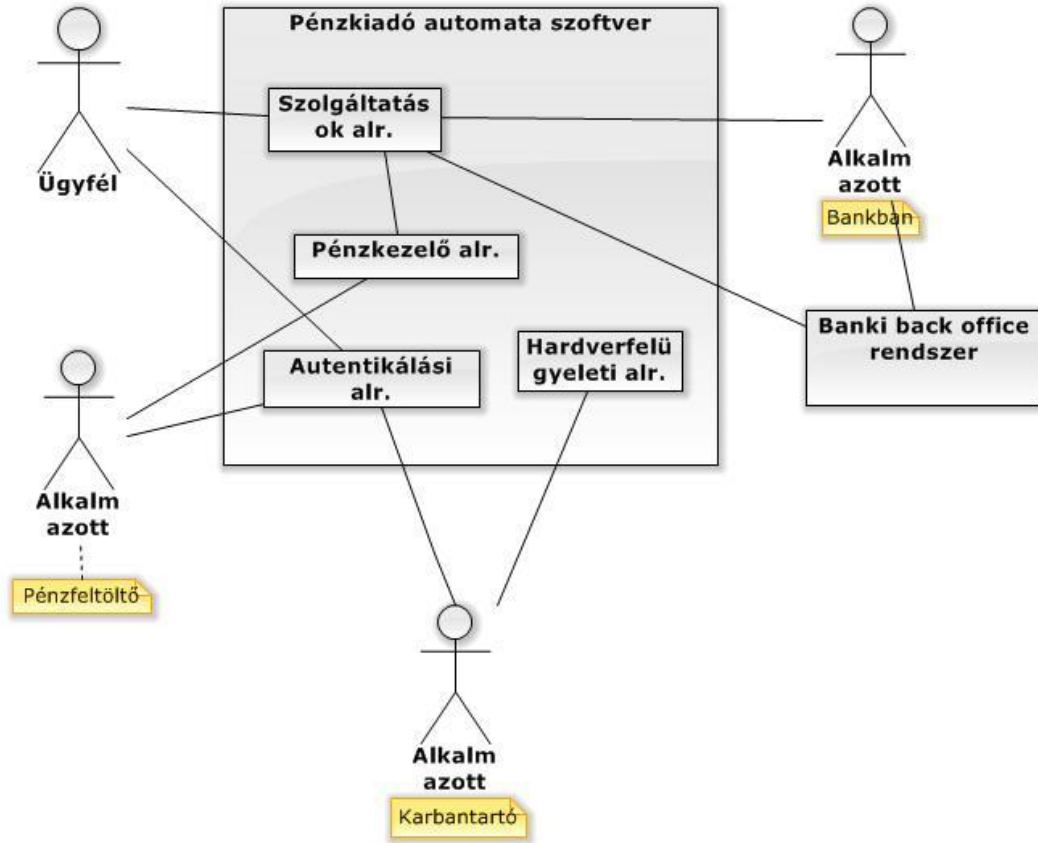 Pénzkiadó automata szoftver
Szolgáltatás
ok alr.
Ügyfél
Alkalm
azott
Bankban
Pénzkezelő alr.
Banki back office
rendszer
Hardverfelü
gyeleti alr.
Autentikálási
alr.
Alkalm
azott
Pénzfeltöltő
Alkalm
azott
Karbantartó